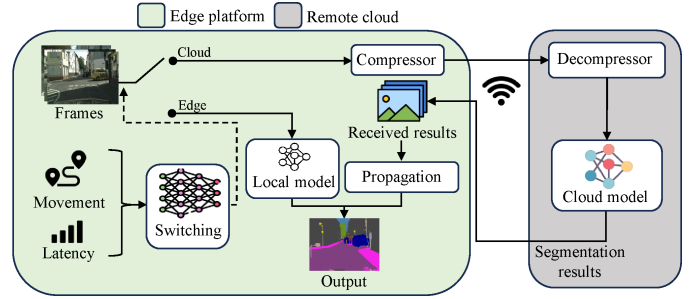 Edge platform
Remote cloud
Cloud
Compressor
Decompressor
Frames
Edge
Received results
Local model
Propagation
Cloud model
Movement
Switching
Latency
Segmentation
results
Output